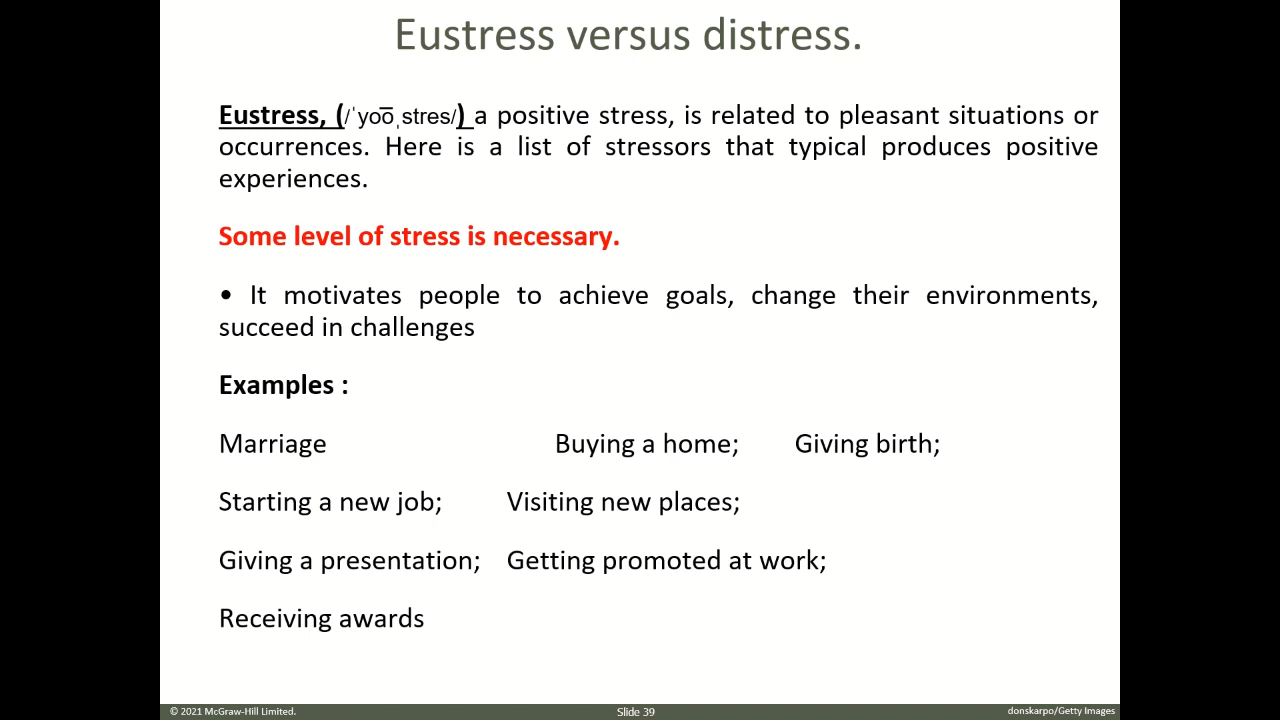 Eustress versus distress.
Eustress, (/ˈyo͞oˌstres/) a positive stress, is related to pleasant situations or
occurrences. Here is a list of stressors that typical produces positive
experiences.
Some level of stress is necessary.
• It motivates people to achieve goals, change their environments,
succeed in challenges
Examples :
Marriage Buying a home; Giving birth;
Starting a new job; Visiting new places;
Giving a presentation; Getting promoted at work;
Receiving awards
© 2021 McGraw-Hill Limited. Slide 39 donskarpo/Getty Images